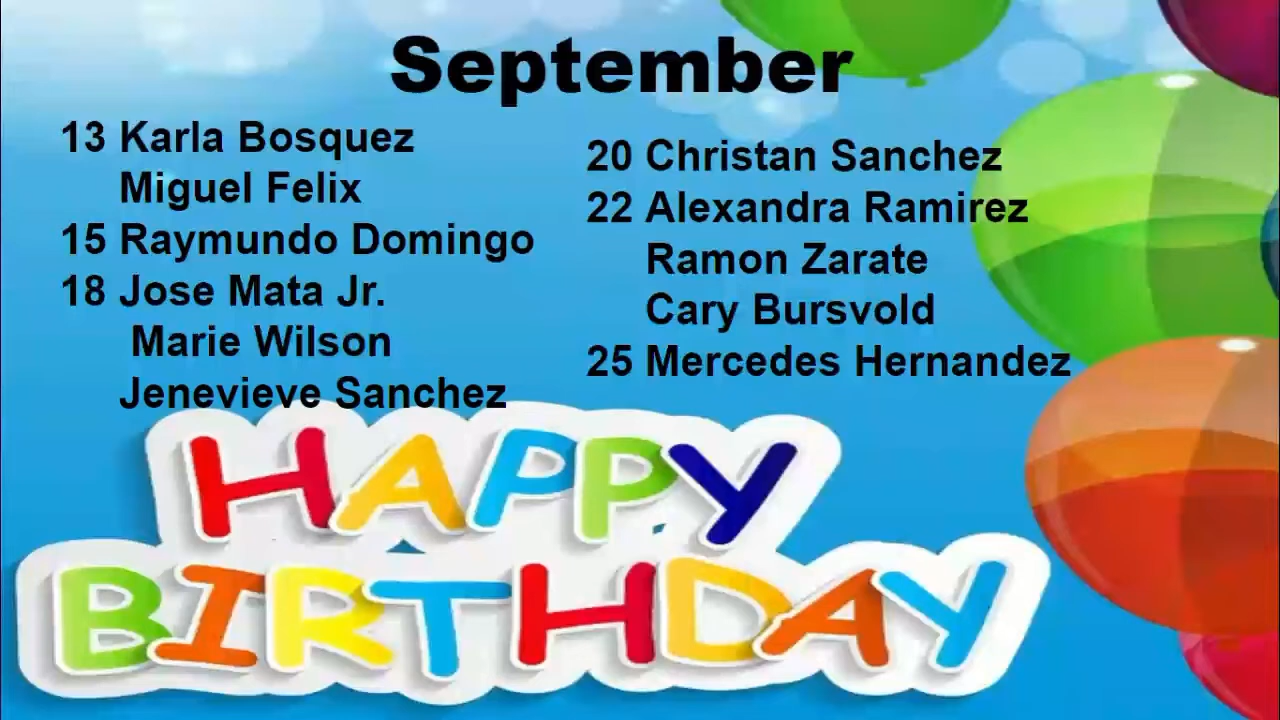 September
13 Karla Bosquez
Miguel Felix
15 Raymundo Domingo
18 Jose Mata Jr.
Marie Wilson
Jenevieve Sanchez
20 Christan Sanchez
22 Alexandra Ramirez
Ramon Zarate
Cary Bursvold
25 Mercedes Hernandez
HAPPY
BIRTHDAY